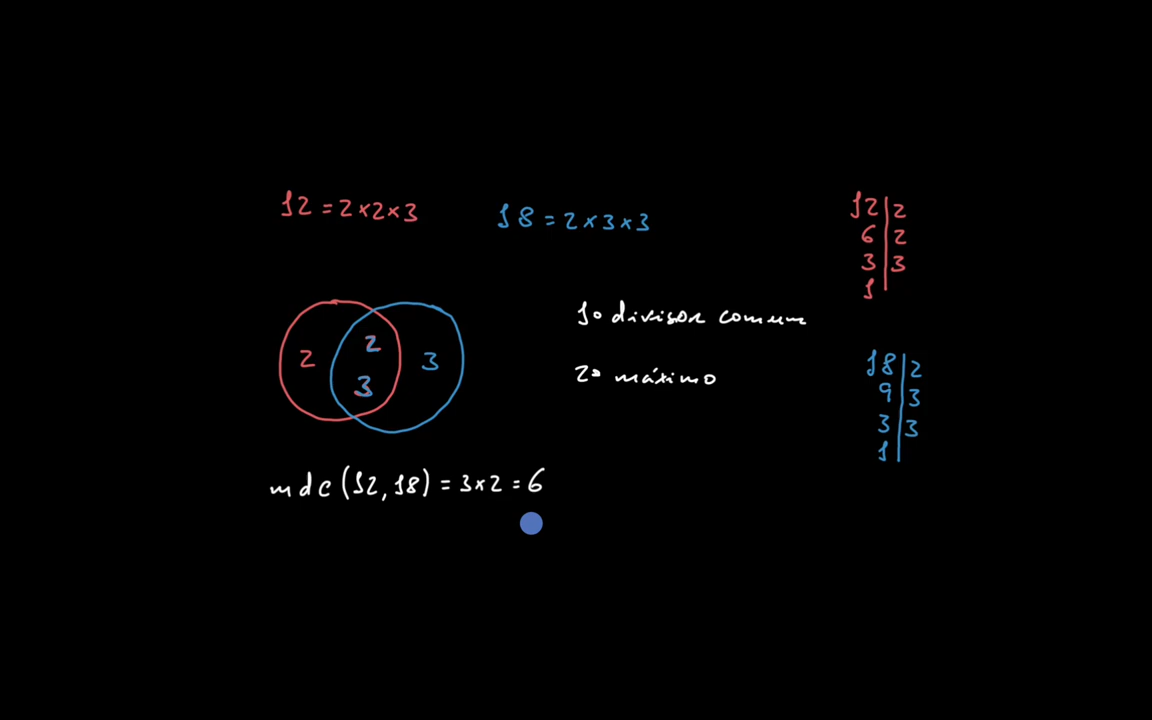 12 = 2×2×3
18 = 2×3×3
12 | 2
6 | 2
3 | 3
1
2
2
3
3
1º divisor comum
2º máximo
18 | 2
9 | 3
3 | 3
1
mdc (12, 18) = 3×2 = 6